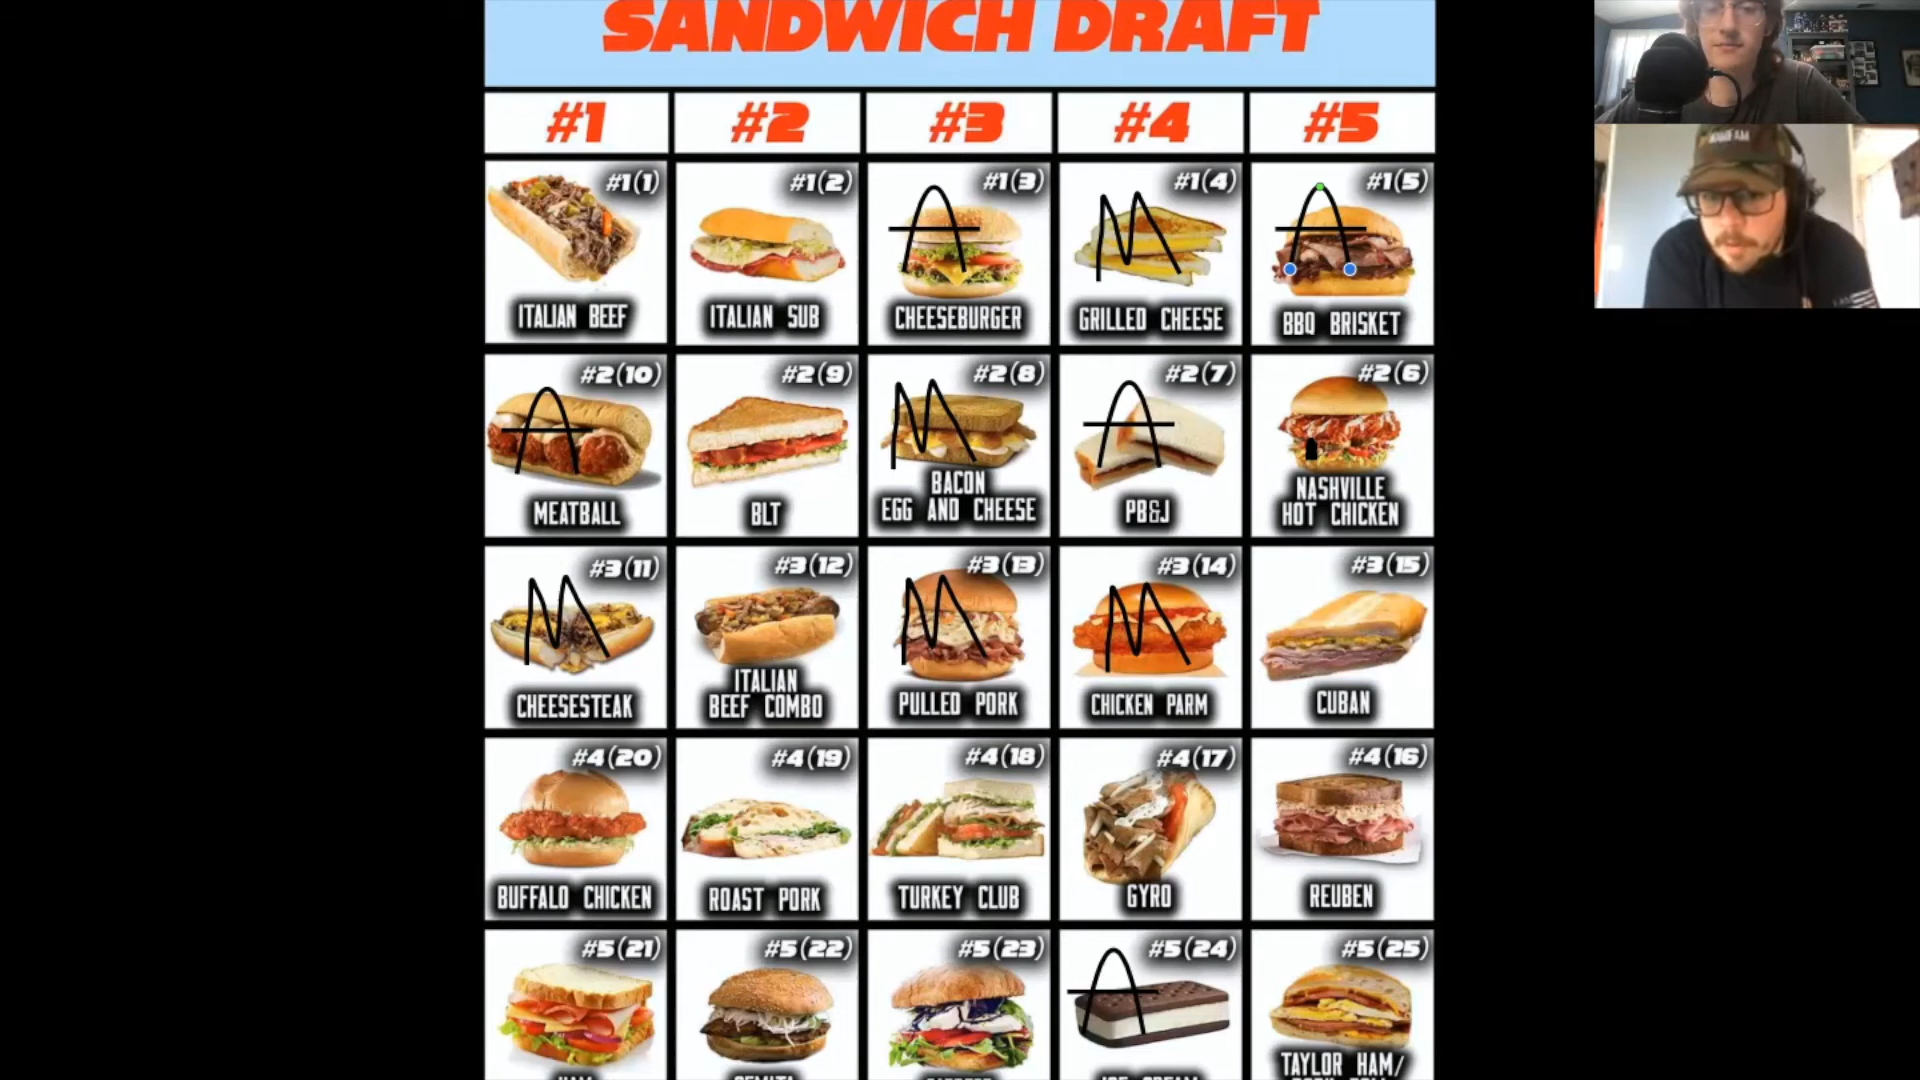 SANDWICH DRAFT
#1 #2 #3 #4 #5
#1(1) #1(2) #1(3) #1(4) #1(5)
A M A
ITALIAN BEEF
ITALIAN SUB
CHEESEBURGER
GRILLED CHEESE
BBQ BRISKET
#2(10) #2(9) #2(8) #2(7) #2(6)
A M A
MEATBALL
BLT
BACON
EGG AND CHEESE
PB&J
NASHVILLE
HOT CHICKEN
#3(11) #3(12) #3(13) #3(14) #3(15)
M M M
CHEESESTEAK
ITALIAN
BEEF COMBO
PULLED PORK
CHICKEN PARM
CUBAN
#4(20) #4(19) #4(18) #4(17) #4(16)
BUFFALO CHICKEN
ROAST PORK
TURKEY CLUB
GYRO
REUBEN
#5(21) #5(22) #5(23) #5(24) #5(25)
A
HAM
ICE CREAM
TAYLOR HAM/